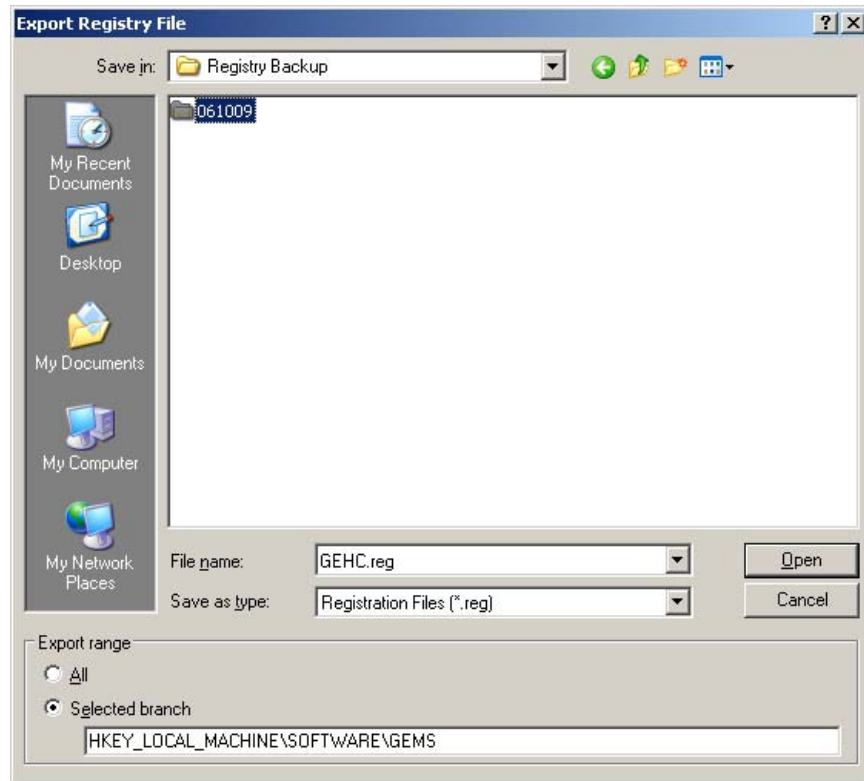 Export Registry File
Save in: Registry Backup
061009
My Recent
Documents
Desktop
My Documents
My Computer
My Network
Places
File name: GEHC.reg Open
Save as type: Registration Files (*.reg) Cancel
Export range
All
Selected branch
HKEY_LOCAL_MACHINE\SOFTWARE\GEMS